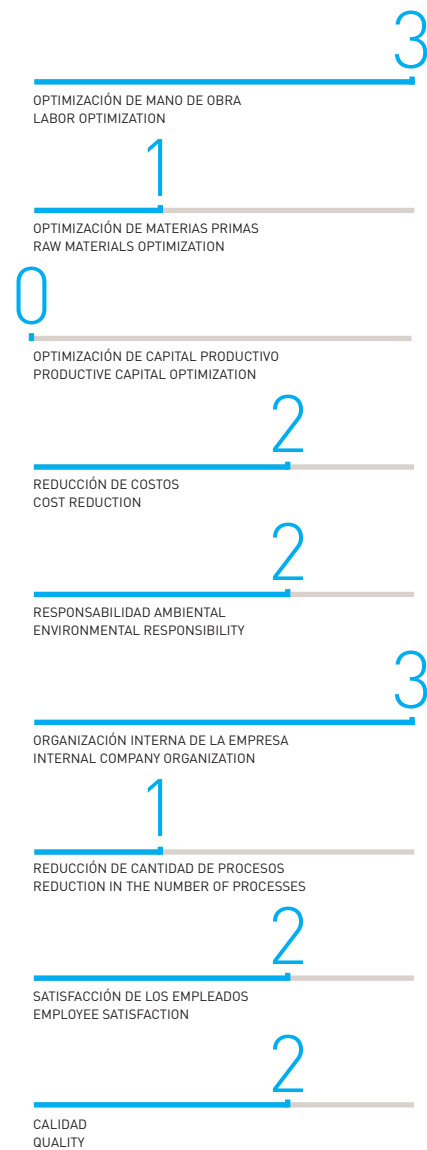 3
OPTIMIZACIÓN DE MANO DE OBRA
LABOR OPTIMIZATION
1
OPTIMIZACIÓN DE MATERIAS PRIMAS
RAW MATERIALS OPTIMIZATION
0
OPTIMIZACIÓN DE CAPITAL PRODUCTIVO
PRODUCTIVE CAPITAL OPTIMIZATION
2
REDUCCIÓN DE COSTOS
COST REDUCTION
2
RESPONSABILIDAD AMBIENTAL
ENVIRONMENTAL RESPONSIBILITY
3
ORGANIZACIÓN INTERNA DE LA EMPRESA
INTERNAL COMPANY ORGANIZATION
1
REDUCCIÓN DE CANTIDAD DE PROCESOS
REDUCTION IN THE NUMBER OF PROCESSES
2
SATISFACCIÓN DE LOS EMPLEADOS
EMPLOYEE SATISFACTION
2
CALIDAD
QUALITY